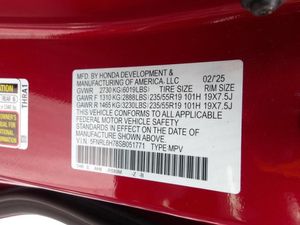 MFD. BY HONDA DEVELOPMENT &
MANUFACTURING OF AMERICA, LLC 02/'25
GVWR 2730 KG (6019LBS) TIRE SIZE RIM SIZE
GAWR F 1310 KG (2888LBS) 235/55R19 101H 19X7.5J
GAWR R 1465 KG (3230LBS) 235/55R19 101H 19X7.5J
THIS VEHICLE CONFORMS TO ALL APPLICABLE
FEDERAL MOTOR VEHICLE SAFETY
STANDARDS IN EFFECT ON THE DATE OF
MANUFACTURE SHOWN ABOVE.
V.I.N: 5FNRL6H78SB051771 TYPE:MPV
THRA1